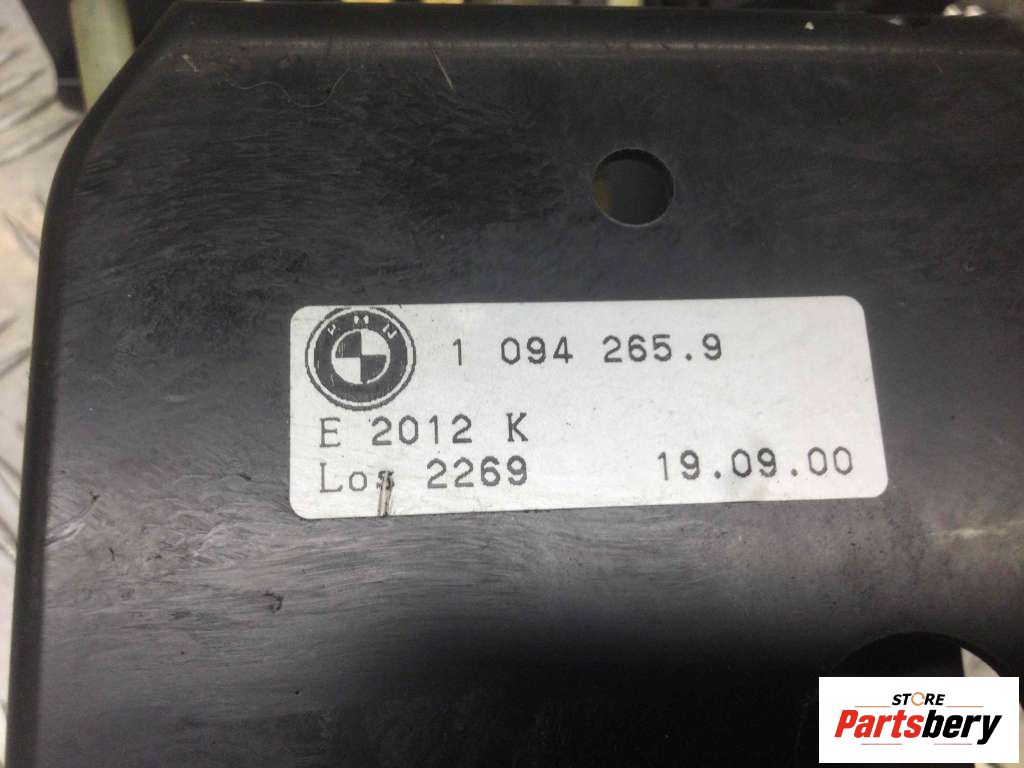 1 094 265.9
E 2012 K
Los 2269 19.09.00
STORE
Partsbery